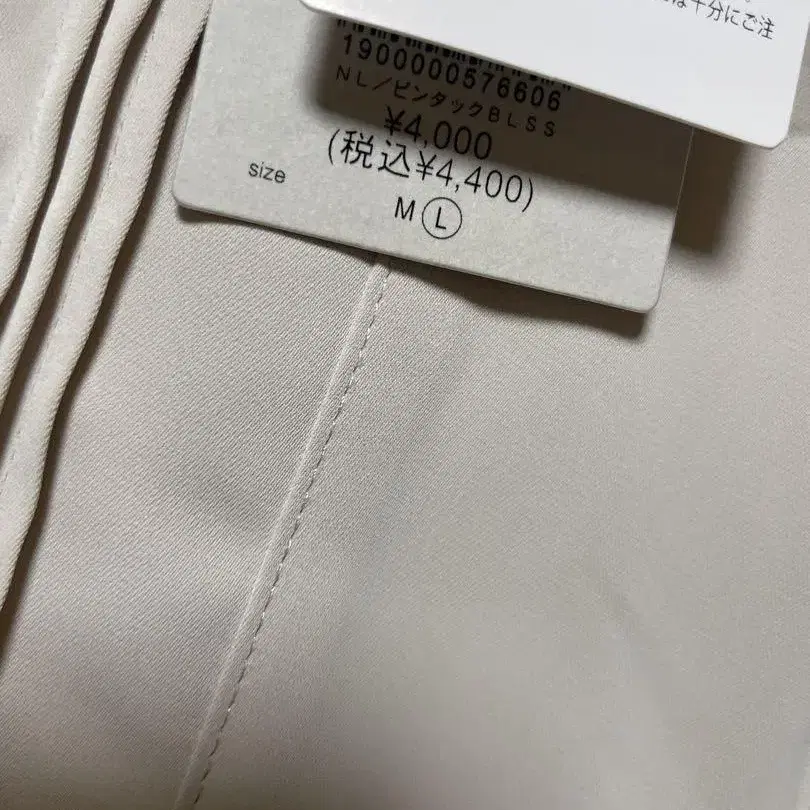 は十分にご注
1900000576606
NL／ピンタックBLSS
¥4,000
(税込¥4,400)
size
M L